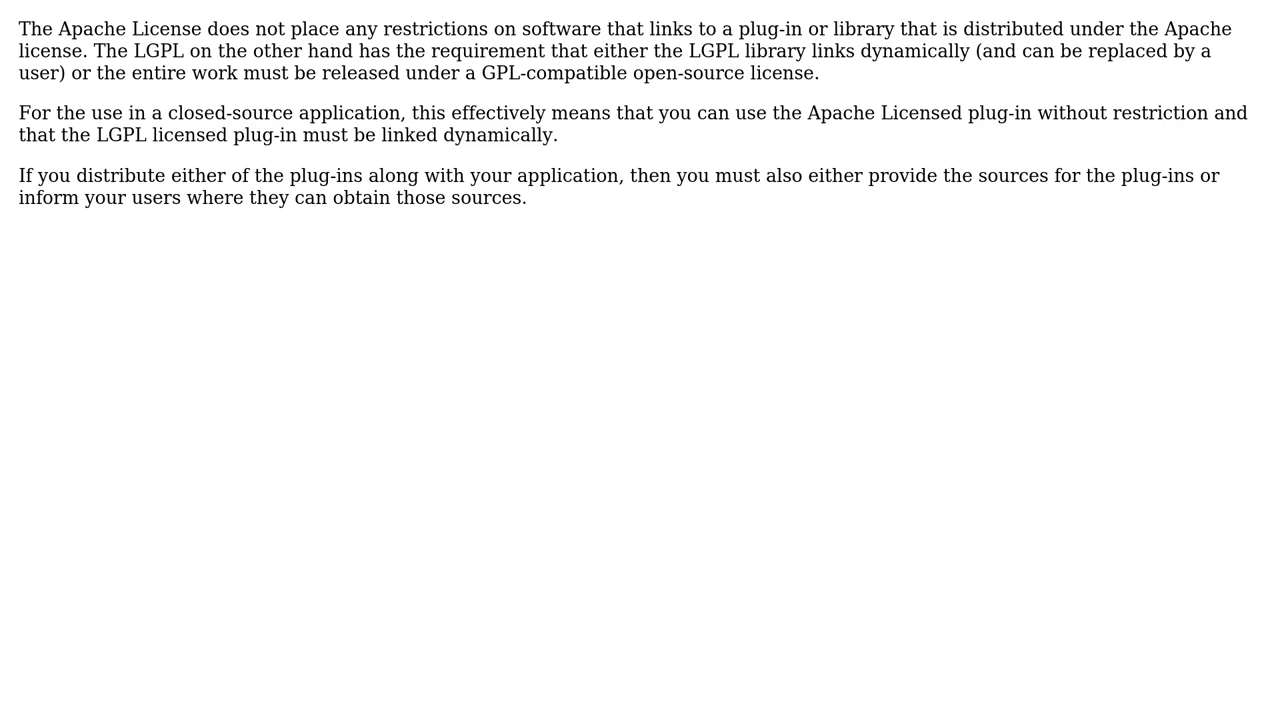 The Apache License does not place any restrictions on software that links to a plug-in or library that is distributed under the Apache
license. The LGPL on the other hand has the requirement that either the LGPL library links dynamically (and can be replaced by a
user) or the entire work must be released under a GPL-compatible open-source license.
For the use in a closed-source application, this effectively means that you can use the Apache Licensed plug-in without restriction and
that the LGPL licensed plug-in must be linked dynamically.
If you distribute either of the plug-ins along with your application, then you must also either provide the sources for the plug-ins or
inform your users where they can obtain those sources.